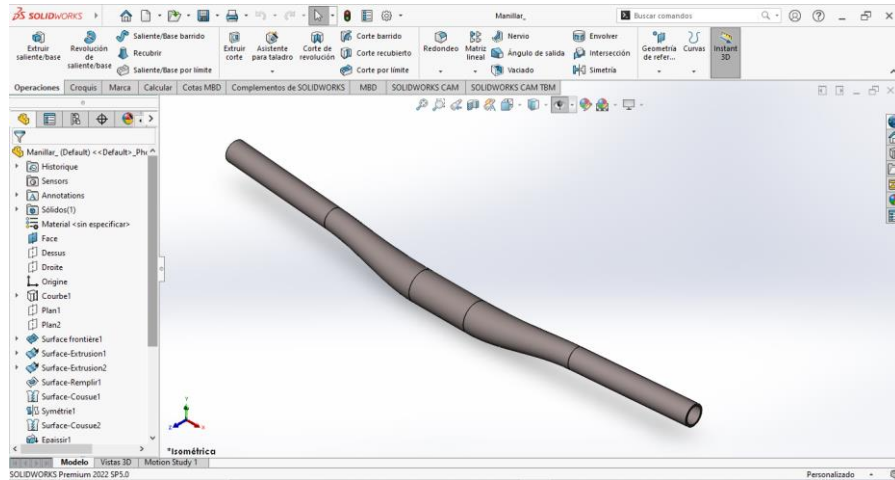 SOLIDWORKS
Manillar_
Buscar comandos
Extruir saliente/base
Revolución de saliente/base
Saliente/Base barrido
Recubrir
Saliente/Base por límite
Extruir corte
Asistente para taladro
Corte de revolución
Corte barrido
Corte recubierto
Corte por límite
Redondeo
Matriz lineal
Nervio
Ángulo de salida
Vaciado
Envolver
Intersección
Simetría
Geometría de refer...
Curvas
Instant 3D
Operaciones Croquis Marca Calcular Cotas MBD Complementos de SOLIDWORKS MBD SOLIDWORKS CAM SOLIDWORKS CAM TBM
Manillar_ (Default) <<Default>_Pho
Historique
Sensors
Annotations
Sólidos(1)
Material <sin especificar>
Face
Dessus
Droite
Origine
Courbe1
Plan1
Plan2
Surface frontière1
Surface-Extrusion1
Surface-Extrusion2
Surface-Remplir1
Surface-Cousue1
Symétrie1
Surface-Cousue2
Epaissir1
Y
Z
X
*Isométrica
Modelo Vistas 3D Motion Study 1
SOLIDWORKS Premium 2022 SP5.0
Personalizado